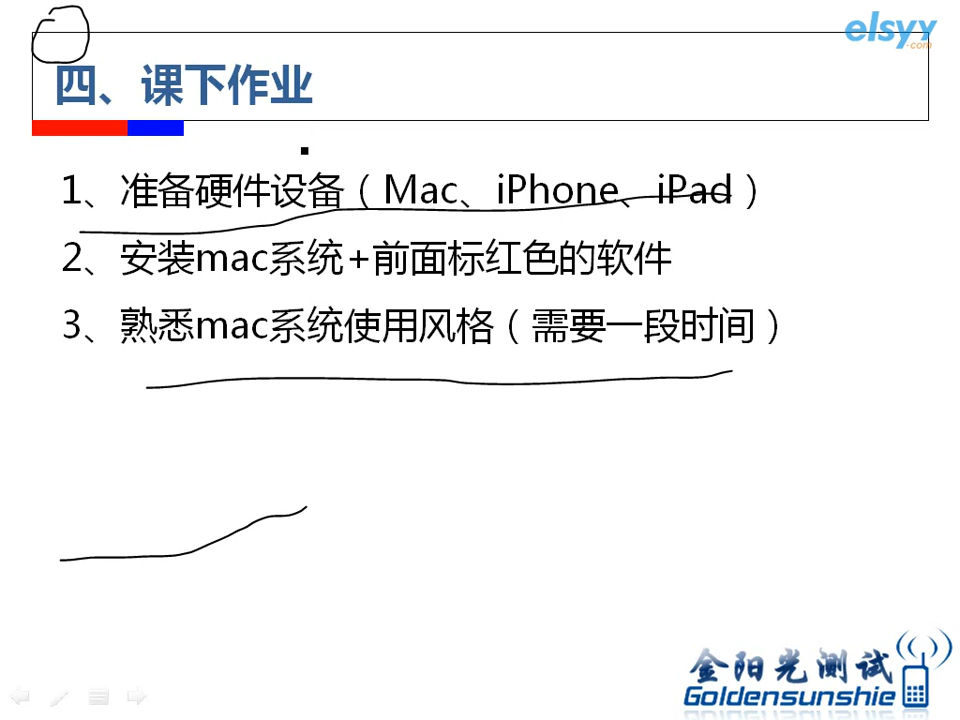 elsyy
.com
四、课下作业
1、准备硬件设备（Mac、iPhone、iPad）
2、安装mac系统+前面标红色的软件
3、熟悉mac系统使用风格（需要一段时间）
金阳光测试
Goldensunshie